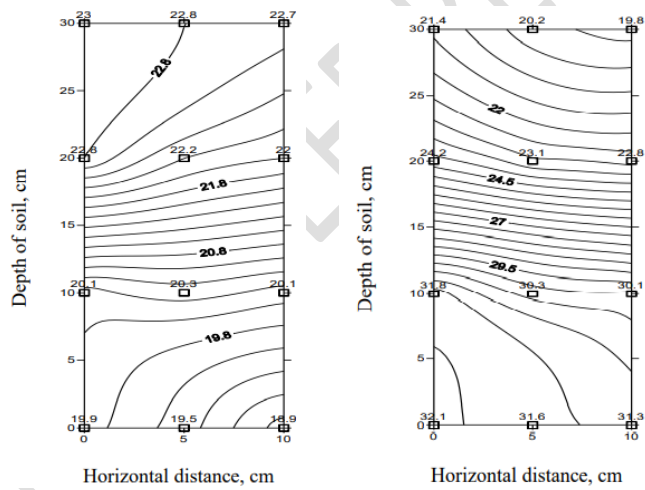 23 22.8 22.7
30
22.8
25
22.8 22.2 22
20
21.8
15
20.8
20.1 20.3 20.1
10
19.8
5
19.9 19.5 18.9
0
0 5 10
Depth of soil, cm
Horizontal distance, cm
21.4 20.2 19.8
30
22
25
24.2 23.1 22.8
20
24.5
27
15
29.5
31.8 30.3 30.1
10
5
32.1 31.6 31.3
0
0 5 10
Depth of soil, cm
Horizontal distance, cm